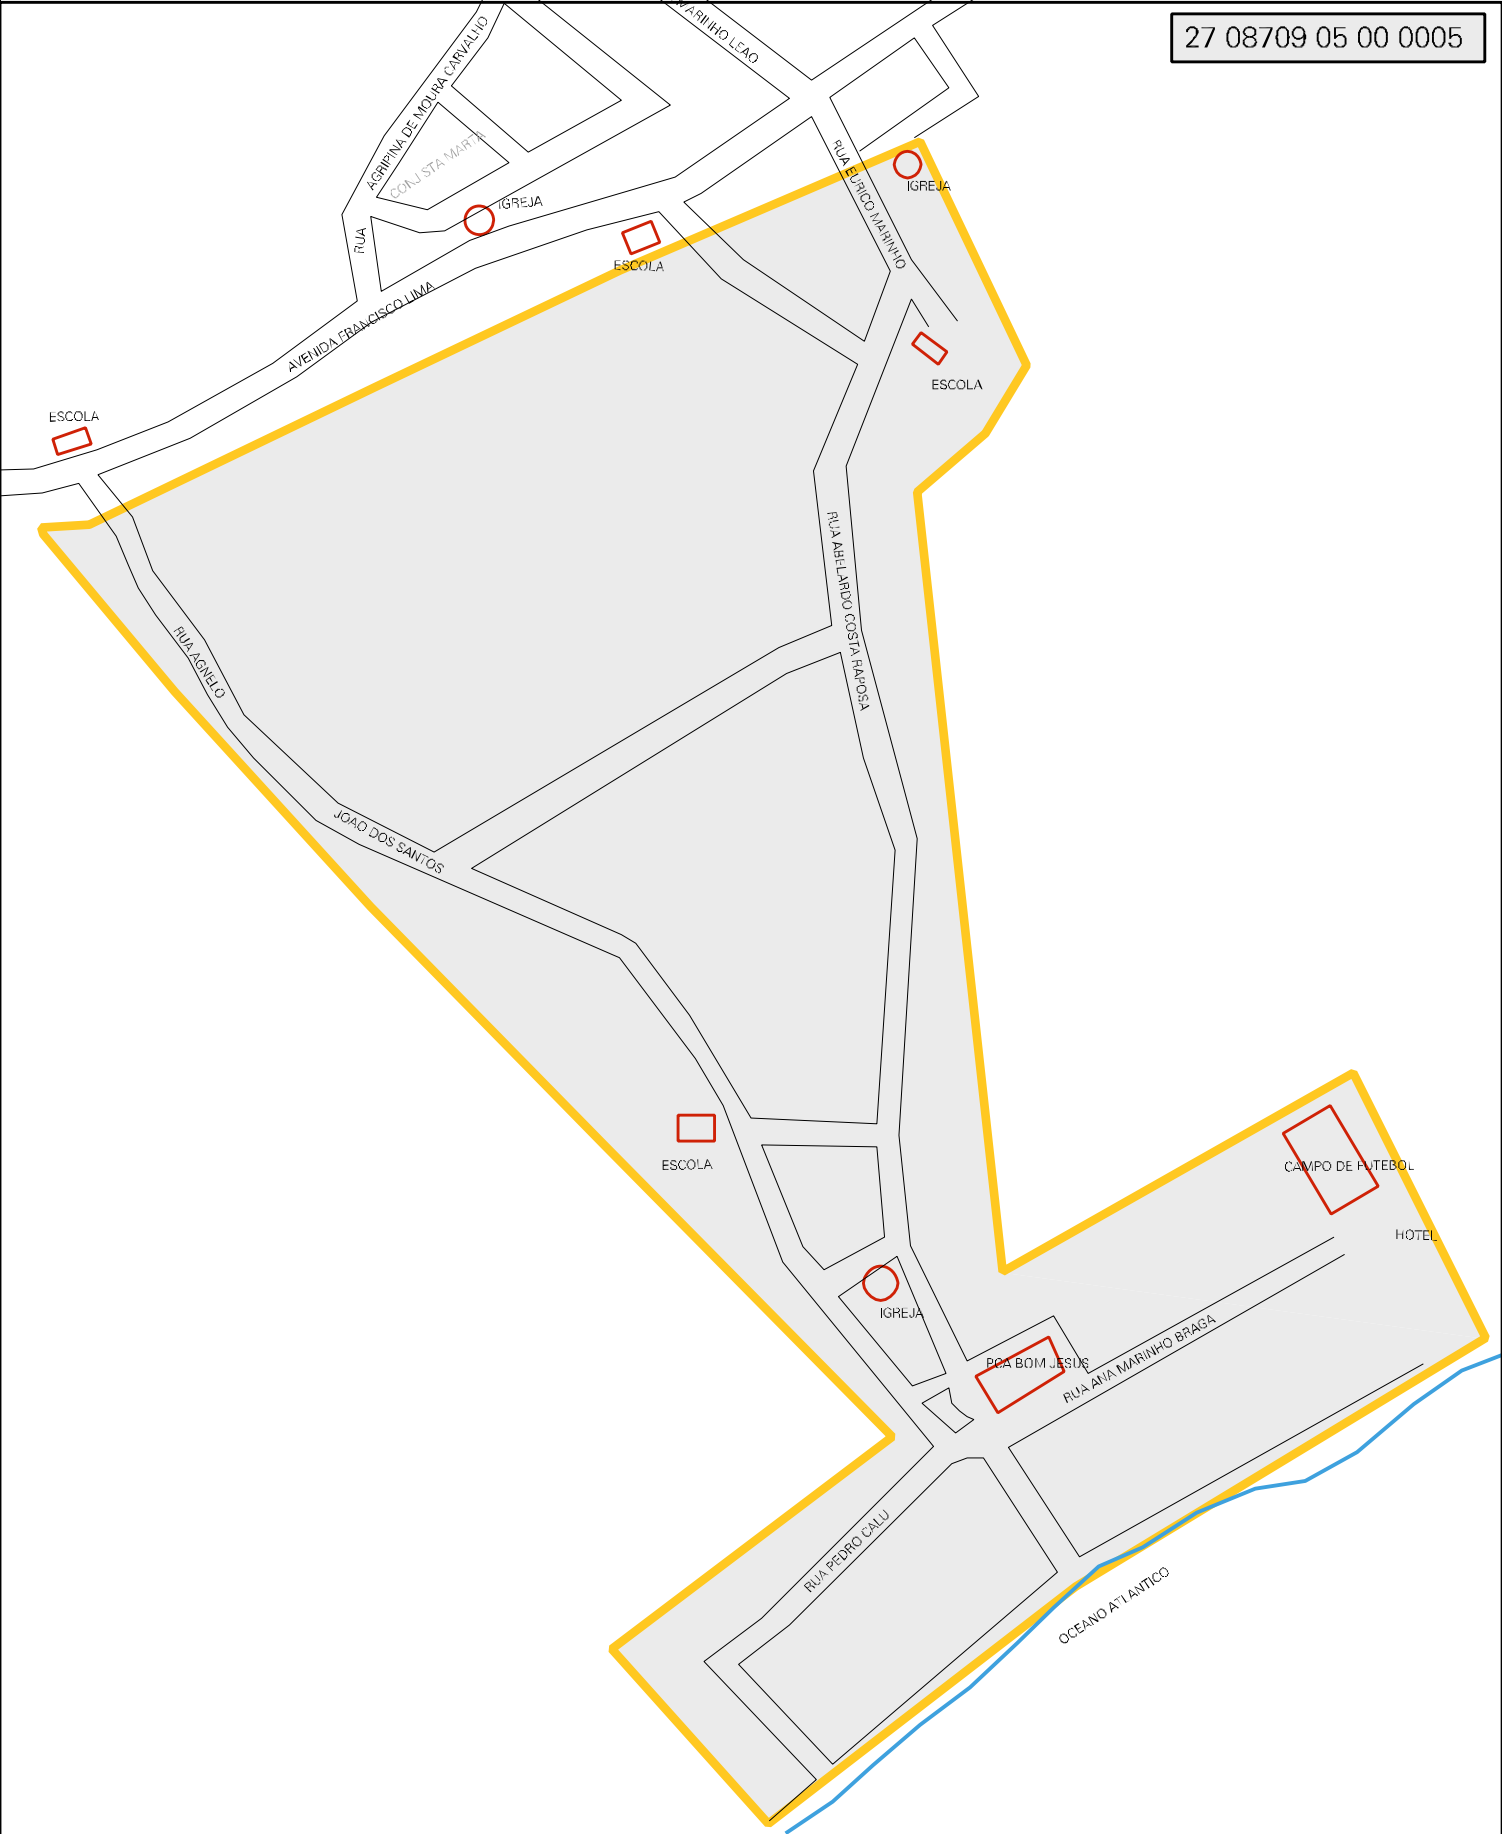 MARINHO LEAO
27 08709 05 00 0005
AGRIPINA DE MOURA CARVALHO
CONJ STA MARTA
RUA EURICO MARINHO
IGREJA
IGREJA
RUA
ESCOLA
AVENIDA FRANCISCO LIMA
ESCOLA
ESCOLA
RUA ABELARDO COSTA RAPOSA
RUA AGNELO
JOAO DOS SANTOS
ESCOLA
CAMPO DE FUTEBOL
HOTEL
IGREJA
PCA BOM JESUS
RUA ANA MARINHO BRAGA
RUA PEDRO CALU
OCEANO ATLANTICO